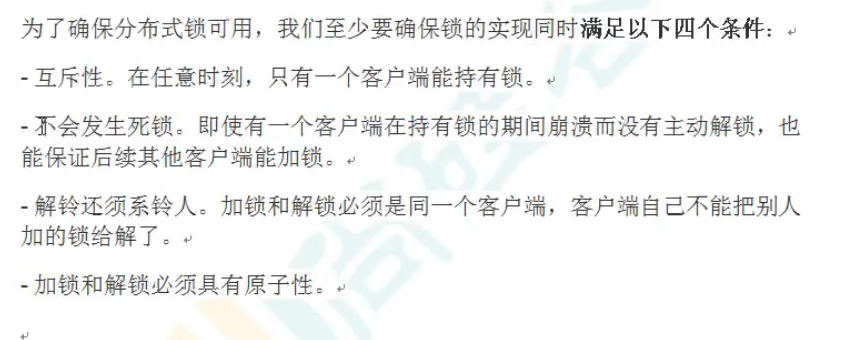 为了确保分布式锁可用，我们至少要确保锁的实现同时满足以下四个条件：
- 互斥性。在任意时刻，只有一个客户端能持有锁。
- 不会发生死锁。即使有一个客户端在持有锁的期间崩溃而没有主动解锁，也
能保证后续其他客户端能加锁。
- 解铃还须系铃人。加锁和解锁必须是同一个客户端，客户端自己不能把别人
加的锁给解了。
- 加锁和解锁必须具有原子性。